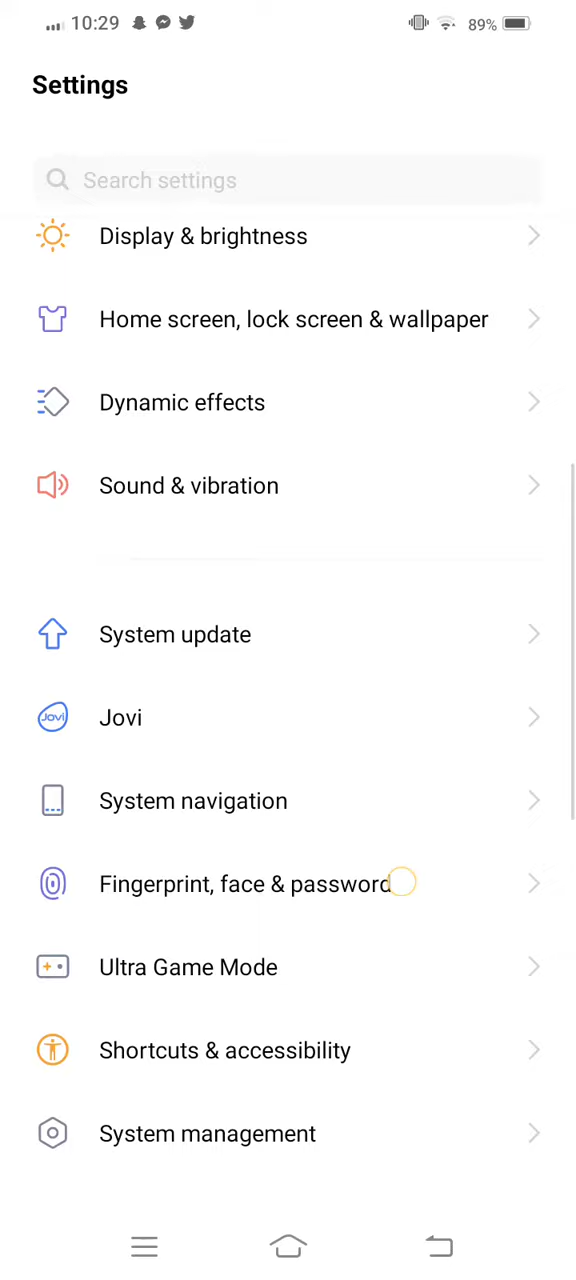 10:29 89%
Settings
Search settings
Display & brightness
Home screen, lock screen & wallpaper
Dynamic effects
Sound & vibration
System update
Jovi
Jovi
System navigation
Fingerprint, face & password
Ultra Game Mode
Shortcuts & accessibility
System management